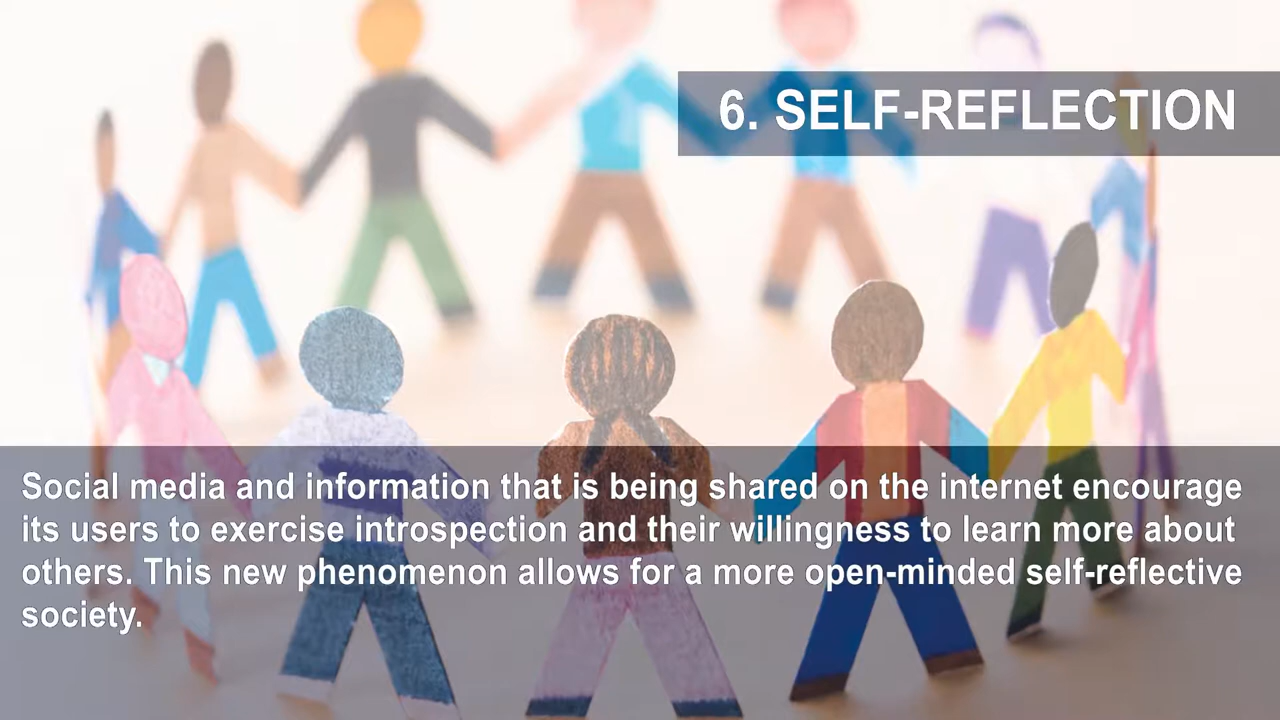 6. SELF-REFLECTION
Social media and information that is being shared on the internet encourage
its users to exercise introspection and their willingness to learn more about
others. This new phenomenon allows for a more open-minded self-reflective
society.